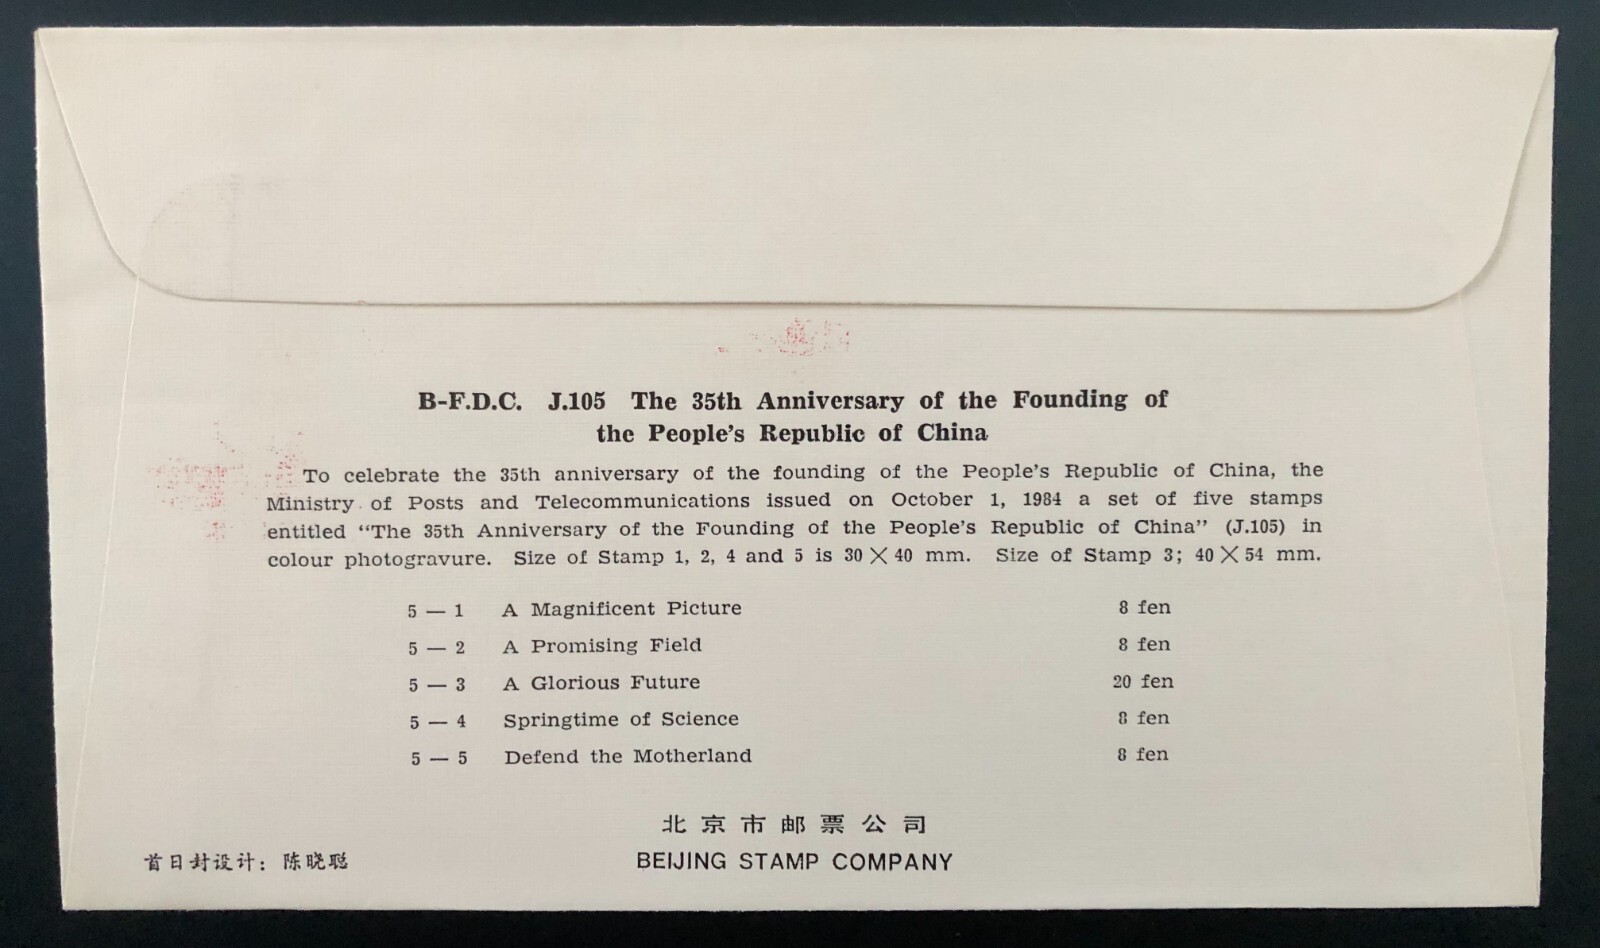 B-F.D.C. J.105 The 35th Anniversary of the Founding of
the People's Republic of China
To celebrate the 35th anniversary of the founding of the People's Republic of China, the
Ministry of Posts and Telecommunications issued on October 1, 1984 a set of five stamps
entitled “The 35th Anniversary of the Founding of the People's Republic of China” (J.105) in
colour photogravure. Size of Stamp 1, 2, 4 and 5 is 30 × 40 mm. Size of Stamp 3; 40 × 54 mm.
5 — 1 A Magnificent Picture 8 fen
5 — 2 A Promising Field 8 fen
5 — 3 A Glorious Future 20 fen
5 — 4 Springtime of Science 8 fen
5 — 5 Defend the Motherland 8 fen
北京市邮票公司
首日封设计：陈晓聪 BEIJING STAMP COMPANY